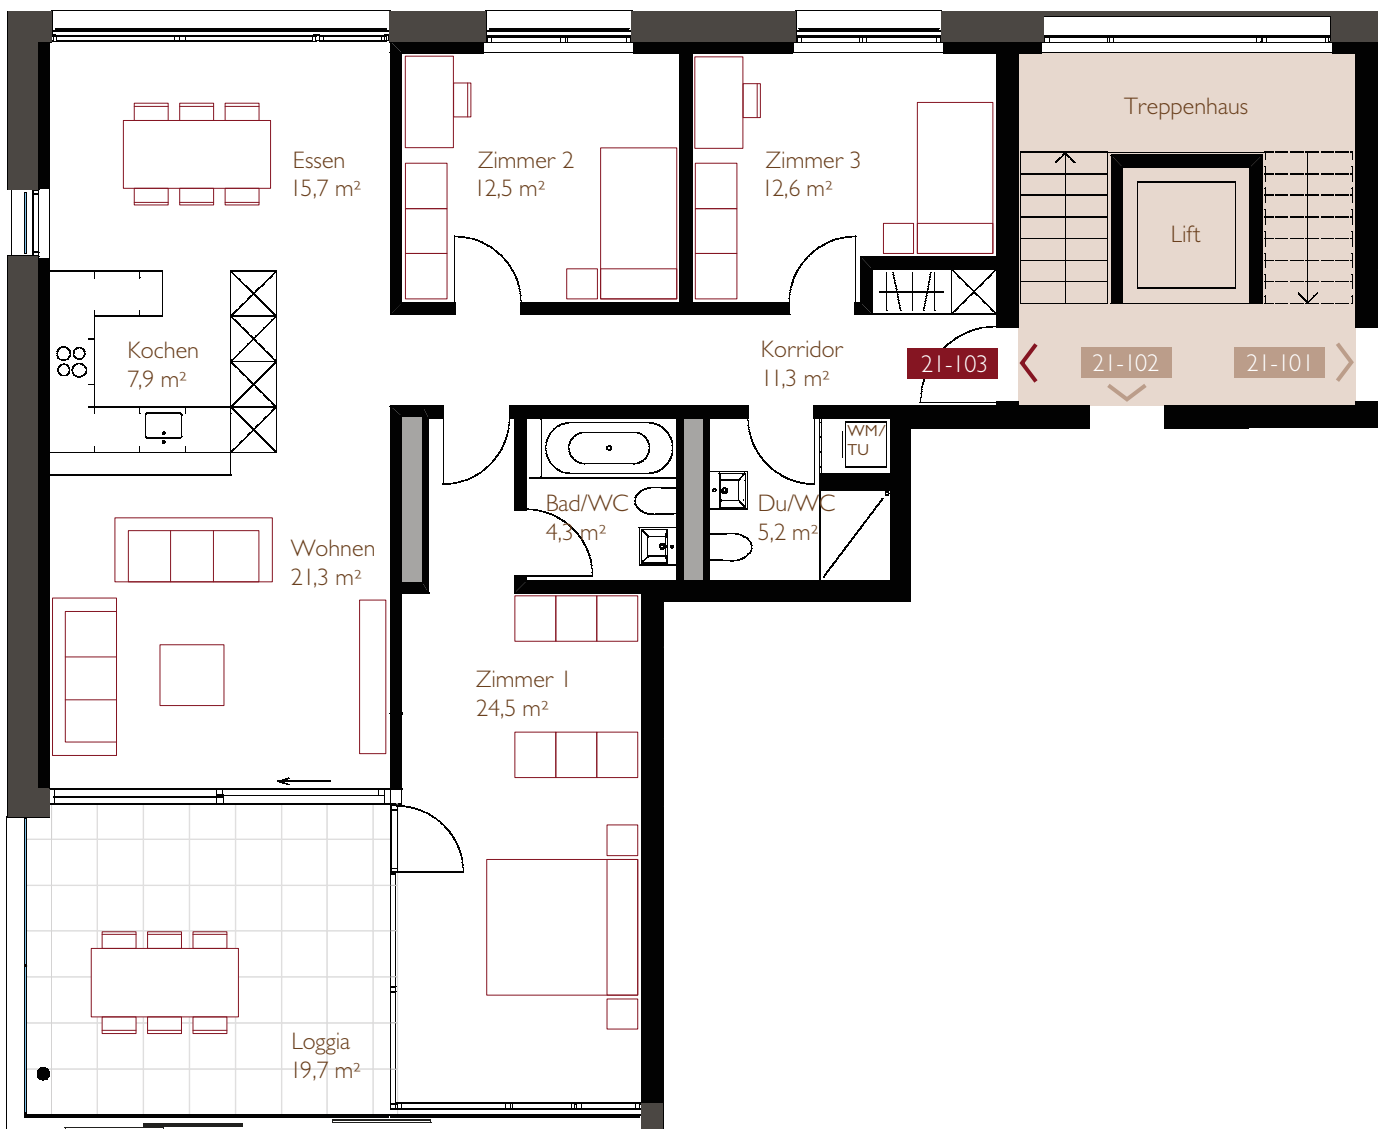 Treppenhaus
Essen
15,7 m²
Zimmer 2
12,5 m²
Zimmer 3
12,6 m²
Lift
Kochen
7,9 m²
Korridor
11,3 m²
21-103
21-102
21-101
WM/
TU
Bad/WC
4,3 m²
Du/WC
5,2 m²
Wohnen
21,3 m²
Zimmer 1
24,5 m²
Loggia
19,7 m²